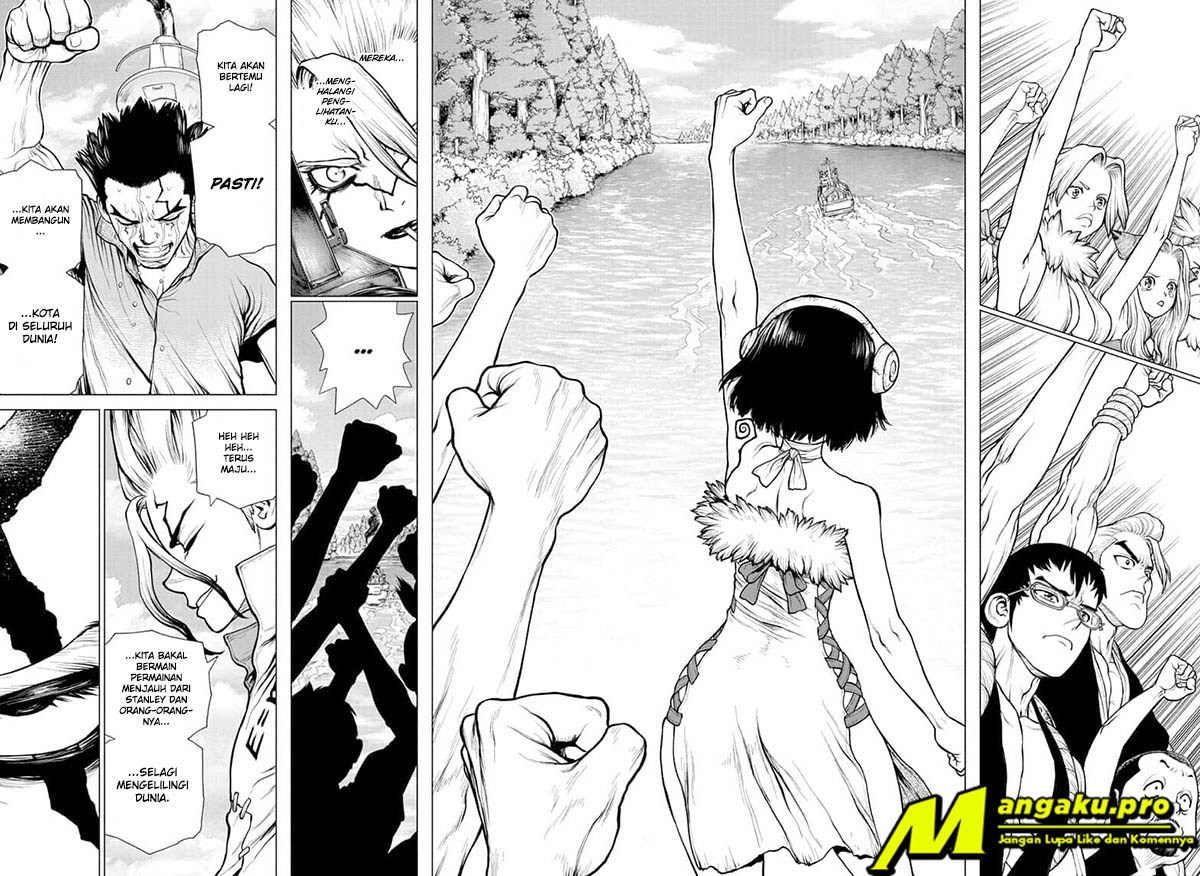 MEREKA...
...MENG-
HALANGI
PENG-
LIHATAN-
KU...
...
KITA AKAN
BERTEMU
LAGI!
PASTI!
...KITA AKAN
MEMBANGUN
...
...KOTA
DI SELURUH
DUNIA!
HEH HEH
HEH...
TERUS
MAJU...
...KITA BAKAL
BERMAIN
PERMAINAN
MENJAUH DARI
STANLEY DAN
ORANG-ORANG-
NYA...
...SELAGI
MENGELILINGI
DUNIA.
Mangaku.pro
Jangan Lupa Like dan Komennya